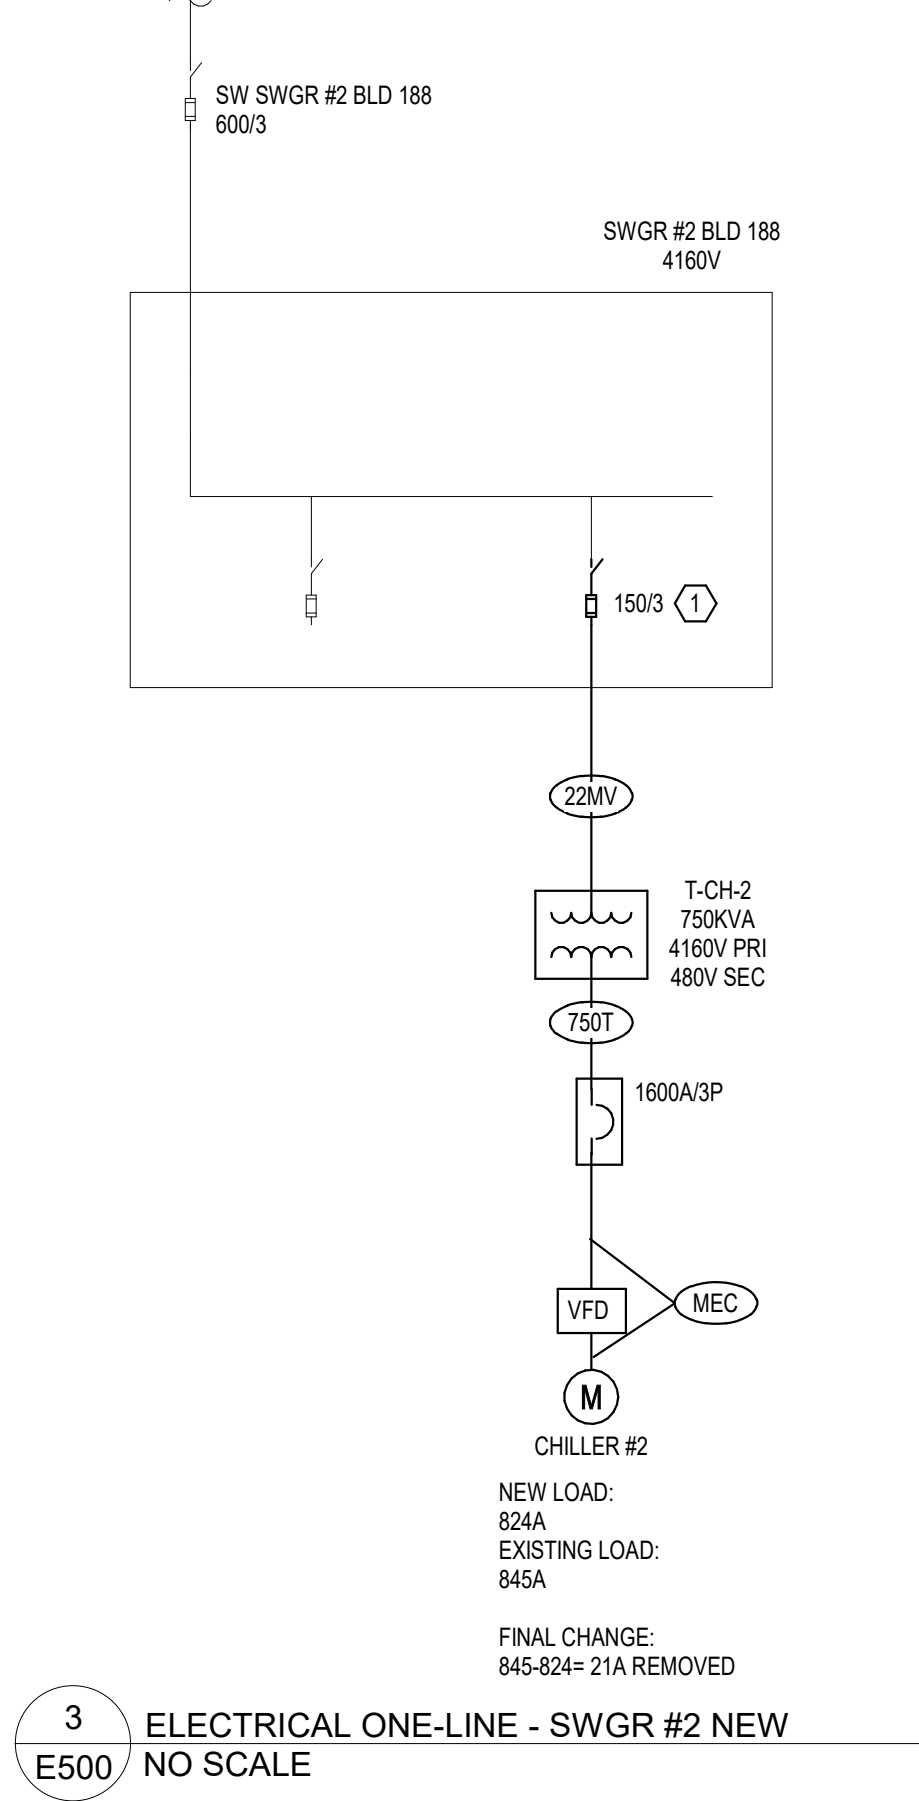 SW SWGR #2 BLD 188
600/3
SWGR #2 BLD 188
4160V
150/3 1
22MV
T-CH-2
750KVA
4160V PRI
480V SEC
750T
1600A/3P
VFD
MEC
M
CHILLER #2
NEW LOAD:
824A
EXISTING LOAD:
845A
FINAL CHANGE:
845-824= 21A REMOVED
3
ELECTRICAL ONE-LINE - SWGR #2 NEW
E500
NO SCALE